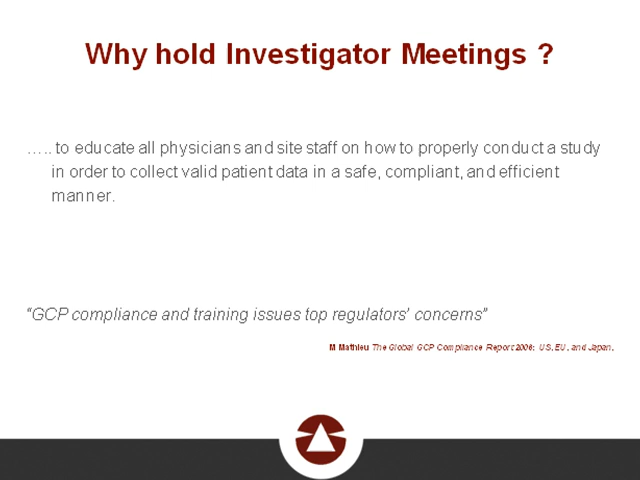 Why hold Investigator Meetings ?
….. to educate all physicians and site staff on how to properly conduct a study
in order to collect valid patient data in a safe, compliant, and efficient
manner.
“GCP compliance and training issues top regulators’ concerns”
M Mathieu The Global GCP Compliance Report 2006: US, EU, and Japan.